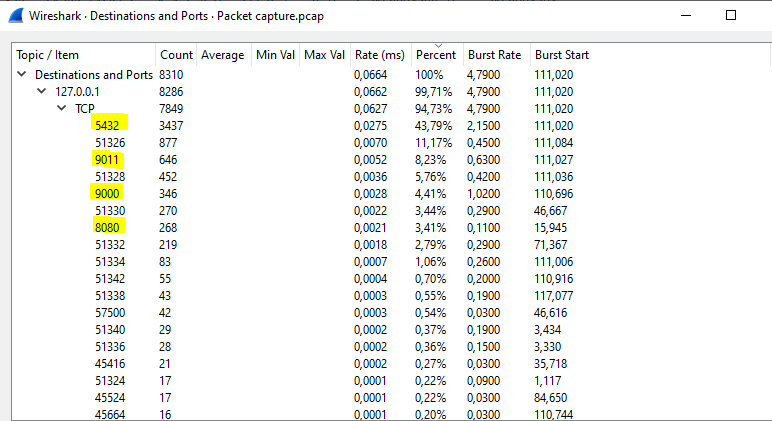 Wireshark · Destinations and Ports · Packet capture.pcap
Topic / Item Count Average Min Val Max Val Rate (ms) Percent Burst Rate Burst Start
Destinations and Ports 8310 0,0664 100% 4,7900 111,020
127.0.0.1 8286 0,0662 99,71% 4,7900 111,020
TCP 7849 0,0627 94,73% 4,7900 111,020
5432 3437 0,0275 43,79% 2,1500 111,020
51326 877 0,0070 11,17% 0,4500 111,084
9011 646 0,0052 8,23% 0,6300 111,027
51328 452 0,0036 5,76% 0,4200 111,036
9000 346 0,0028 4,41% 1,0200 110,696
51330 270 0,0022 3,44% 0,2900 46,667
8080 268 0,0021 3,41% 0,1100 15,945
51332 219 0,0018 2,79% 0,2900 71,367
51334 83 0,0007 1,06% 0,2600 111,006
51342 55 0,0004 0,70% 0,2000 110,916
51338 43 0,0003 0,55% 0,1900 117,077
57500 42 0,0003 0,54% 0,0300 46,616
51340 29 0,0002 0,37% 0,1900 3,434
51336 28 0,0002 0,36% 0,1500 3,330
45416 21 0,0002 0,27% 0,0300 35,718
51324 17 0,0001 0,22% 0,0900 1,117
45524 17 0,0001 0,22% 0,0300 84,650
45664 16 0,0001 0,20% 0,0300 110,744